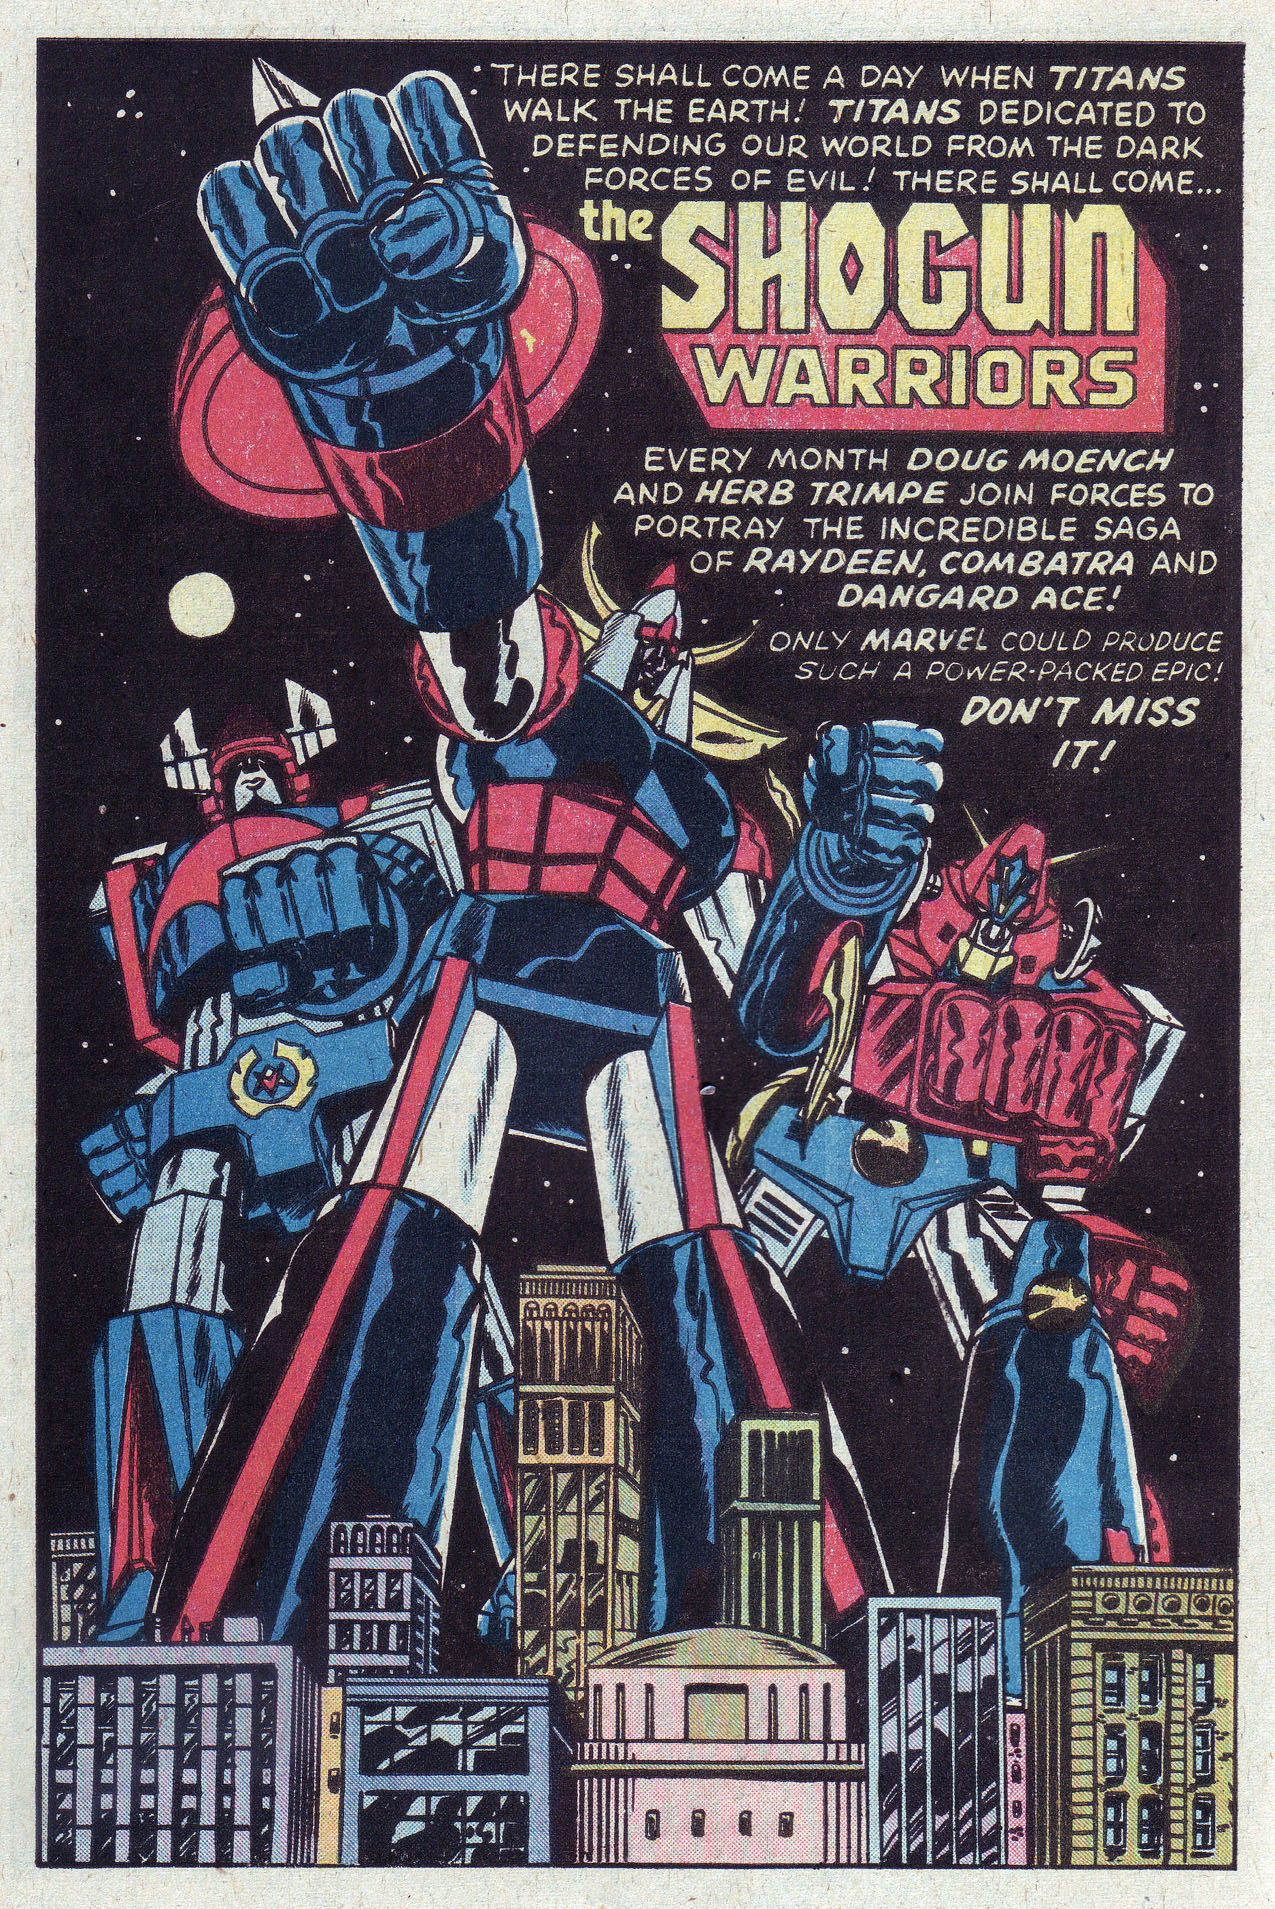 THERE SHALL COME A DAY WHEN TITANS
WALK THE EARTH! TITANS DEDICATED TO
DEFENDING OUR WORLD FROM THE DARK
FORCES OF EVIL! THERE SHALL COME...
the SHOGUN
WARRIORS
EVERY MONTH DOUG MOENCH
AND HERB TRIMPE JOIN FORCES TO
PORTRAY THE INCREDIBLE SAGA
OF RAYDEEN, COMBATRA AND
DANGARD ACE!
ONLY MARVEL COULD PRODUCE
SUCH A POWER-PACKED EPIC!
DON'T MISS
IT!